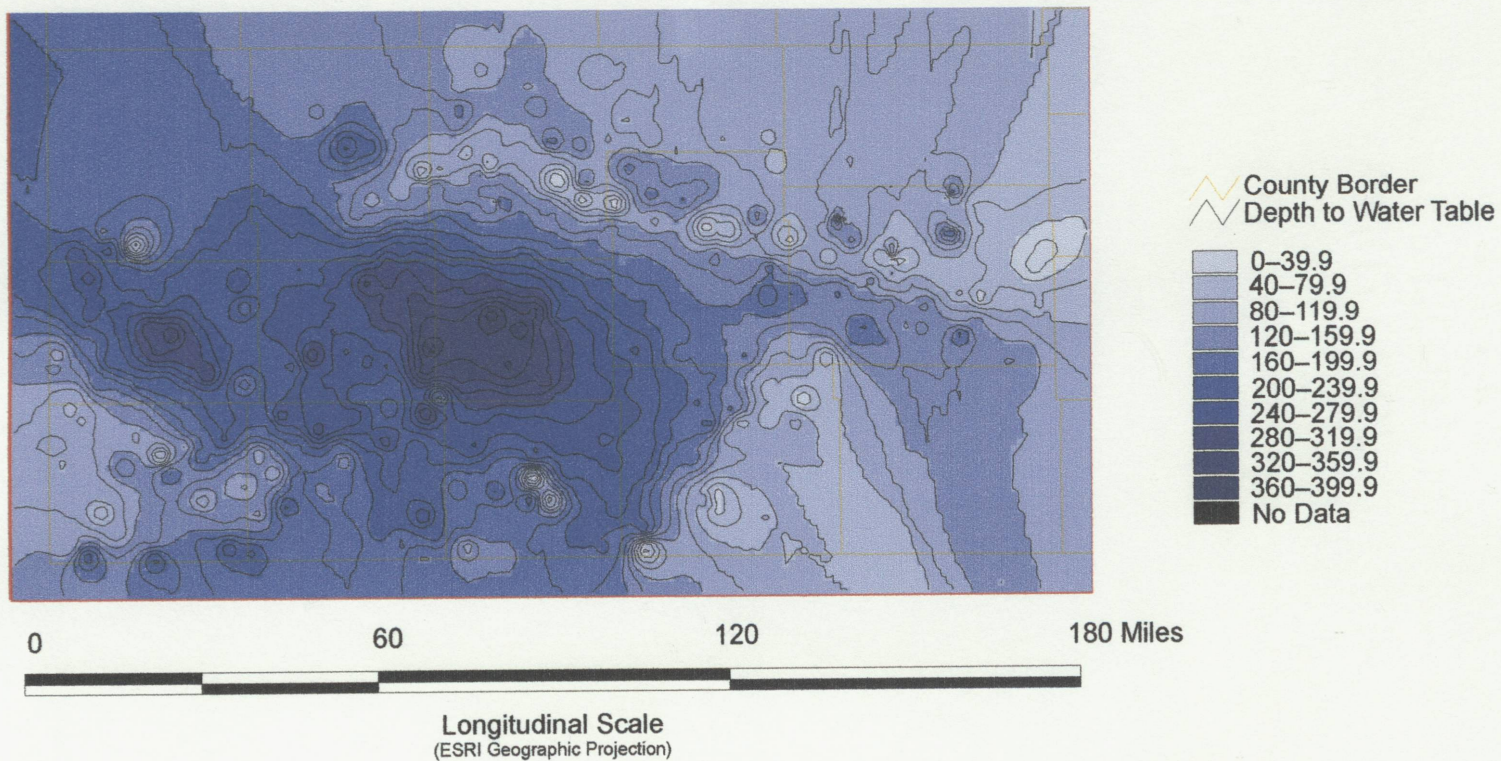 County Border
Depth to Water Table
0–39.9
40–79.9
80–119.9
120–159.9
160–199.9
200–239.9
240–279.9
280–319.9
320–359.9
360–399.9
No Data
0 60 120 180 Miles
Longitudinal Scale
(ESRI Geographic Projection)